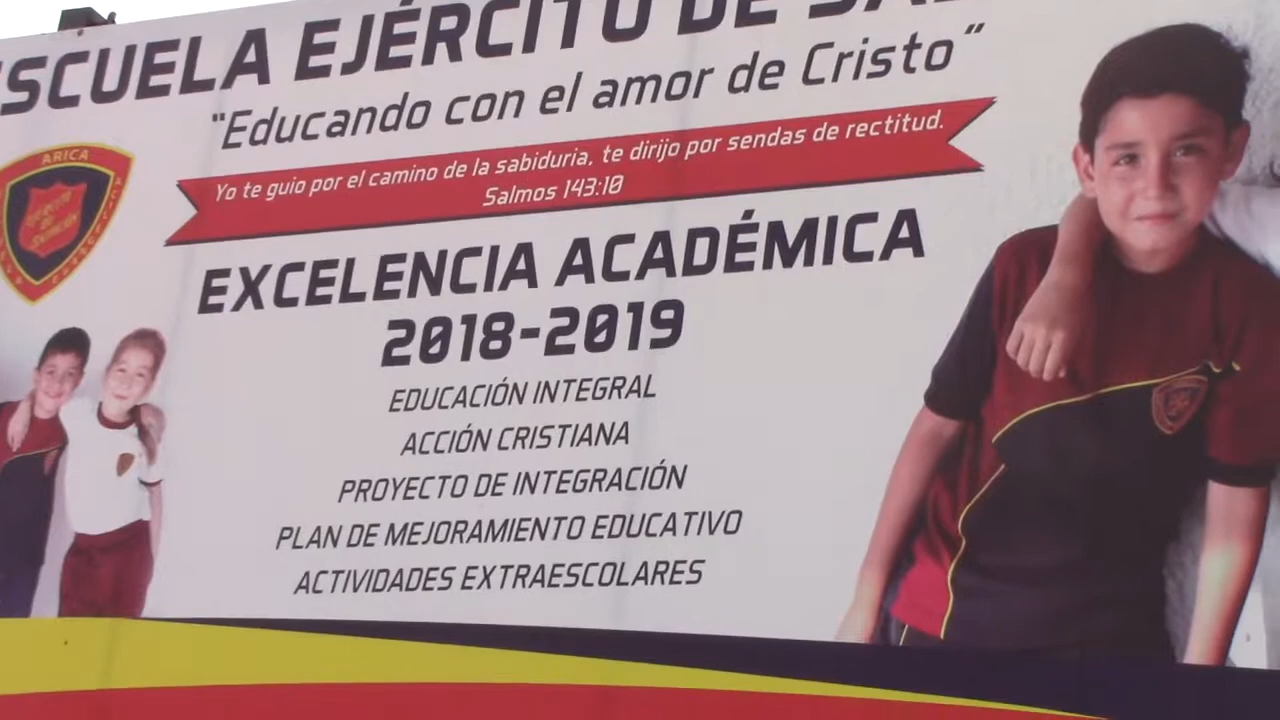 ESCUELA EJÉRCITO DE
"Educando con el amor de Cristo"
Yo te guio por el camino de la sabiduria, te dirijo por sendas de rectitud.
Salmos 143:10
ARICA
EXCELENCIA ACADÉMICA
2018-2019
EDUCACIÓN INTEGRAL
ACCIÓN CRISTIANA
PROYECTO DE INTEGRACIÓN
PLAN DE MEJORAMIENTO EDUCATIVO
ACTIVIDADES EXTRAESCOLARES